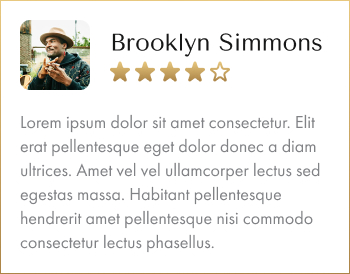 Brooklyn Simmons
Lorem ipsum dolor sit amet consectetur. Elit
erat pellentesque eget dolor donec a diam
ultrices. Amet vel vel ullamcorper lectus sed
egestas massa. Habitant pellentesque
hendrerit amet pellentesque nisi commodo
consectetur lectus phasellus.